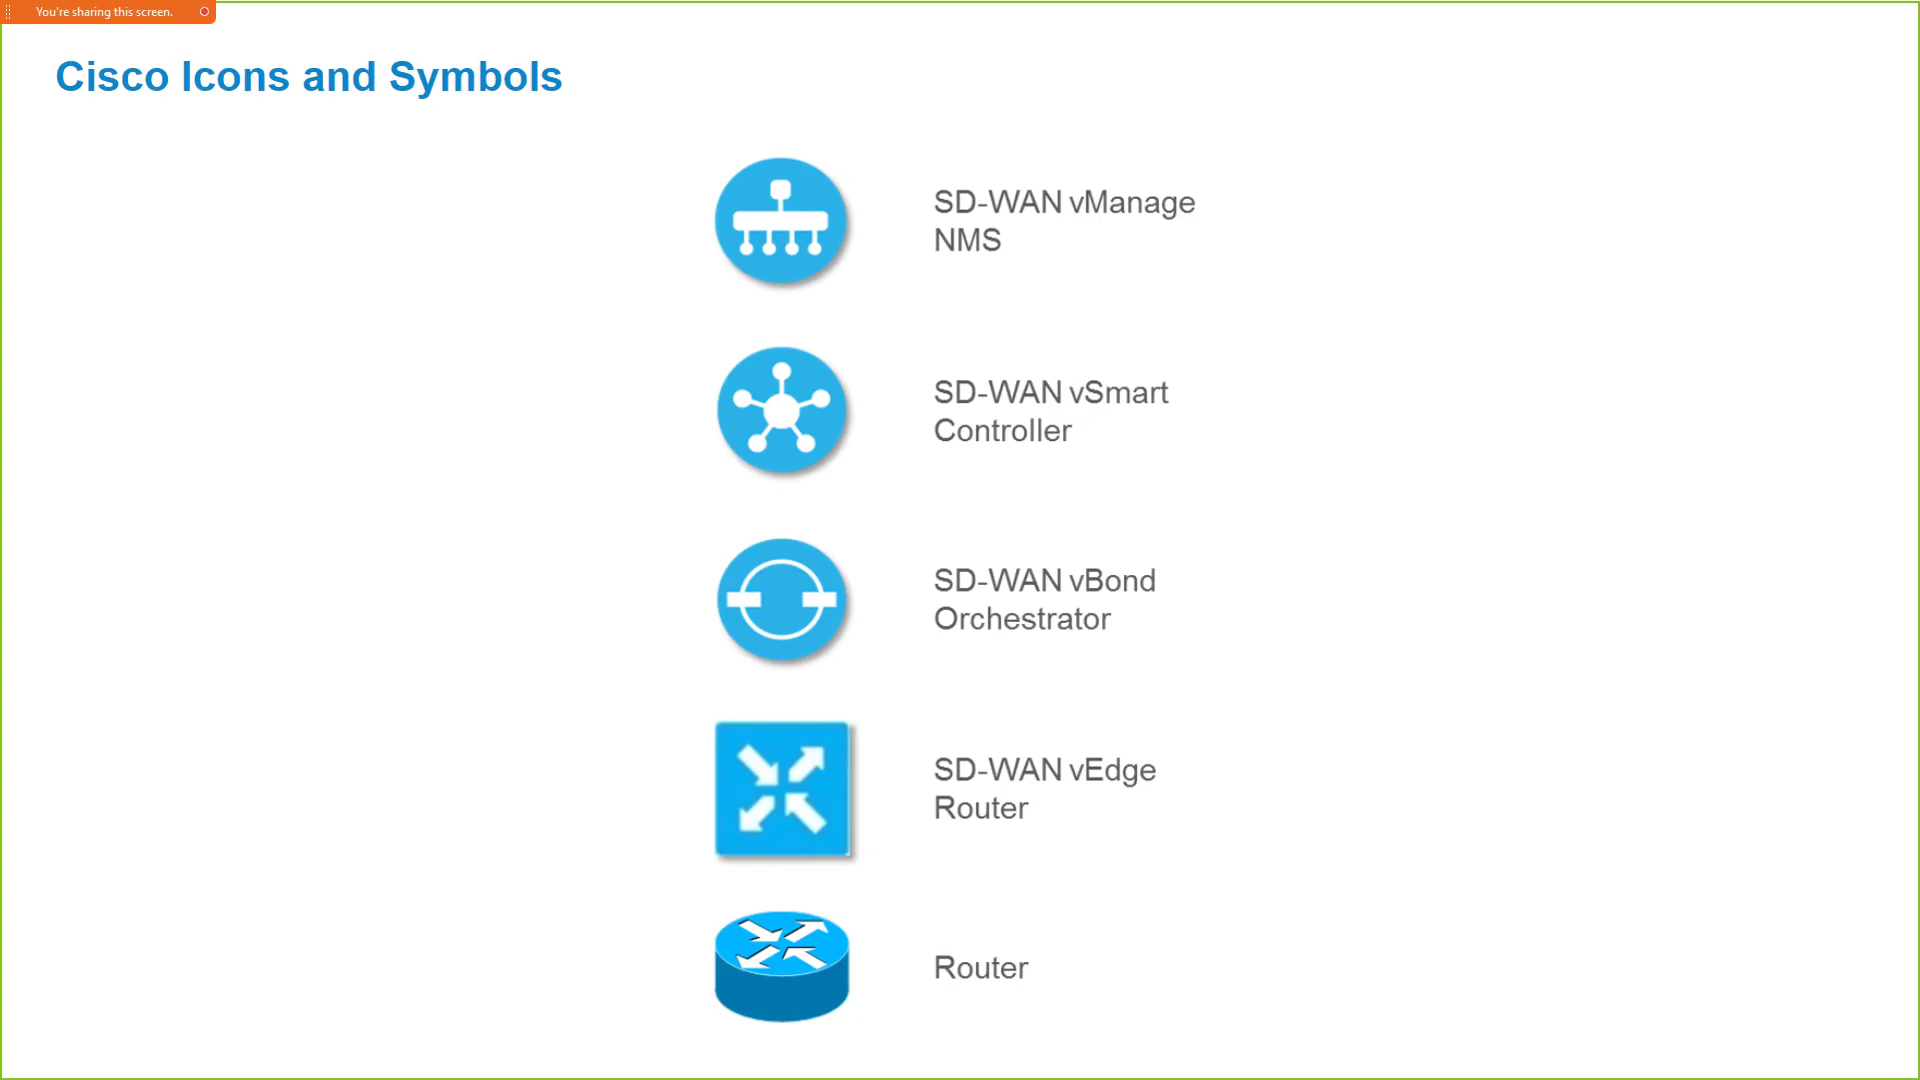 You're sharing this screen.
Cisco Icons and Symbols
SD-WAN vManage
NMS
SD-WAN vSmart
Controller
SD-WAN vBond
Orchestrator
SD-WAN vEdge
Router
Router